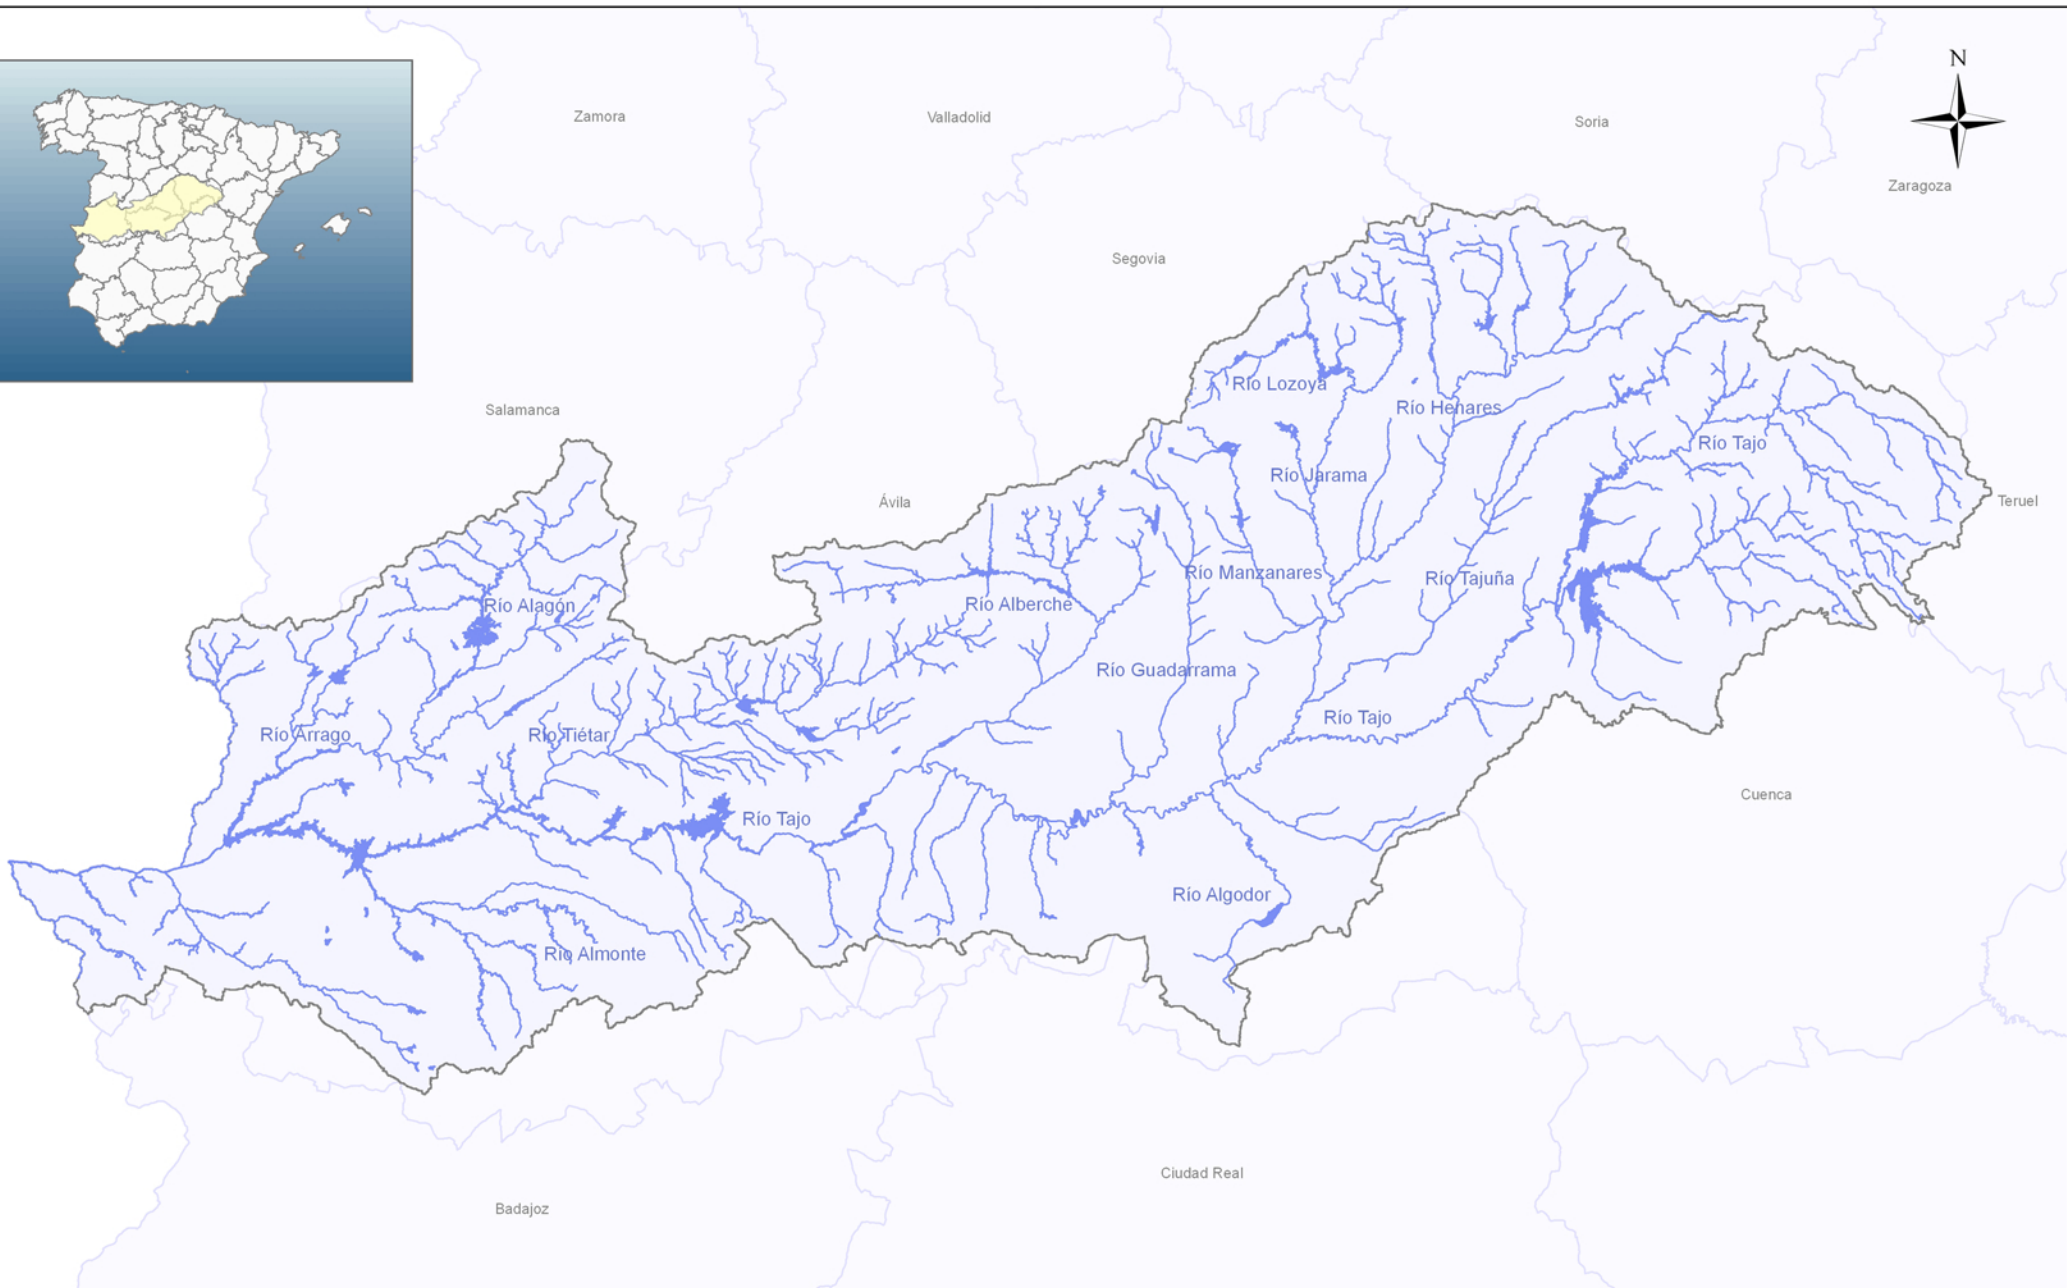 N
Zamora
Valladolid
Soria
Zaragoza
Segovia
Río Lozoya
Río Henares
Salamanca
Río Tajo
Río Jarama
Ávila
Teruel
Río Manzanares
Río Tajuña
Río Alagón
Río Alberche
Río Guadarrama
Río Tajo
Río Arrago
Río Tiétar
Cuenca
Río Tajo
Río Algodor
Río Almonte
Ciudad Real
Badajoz